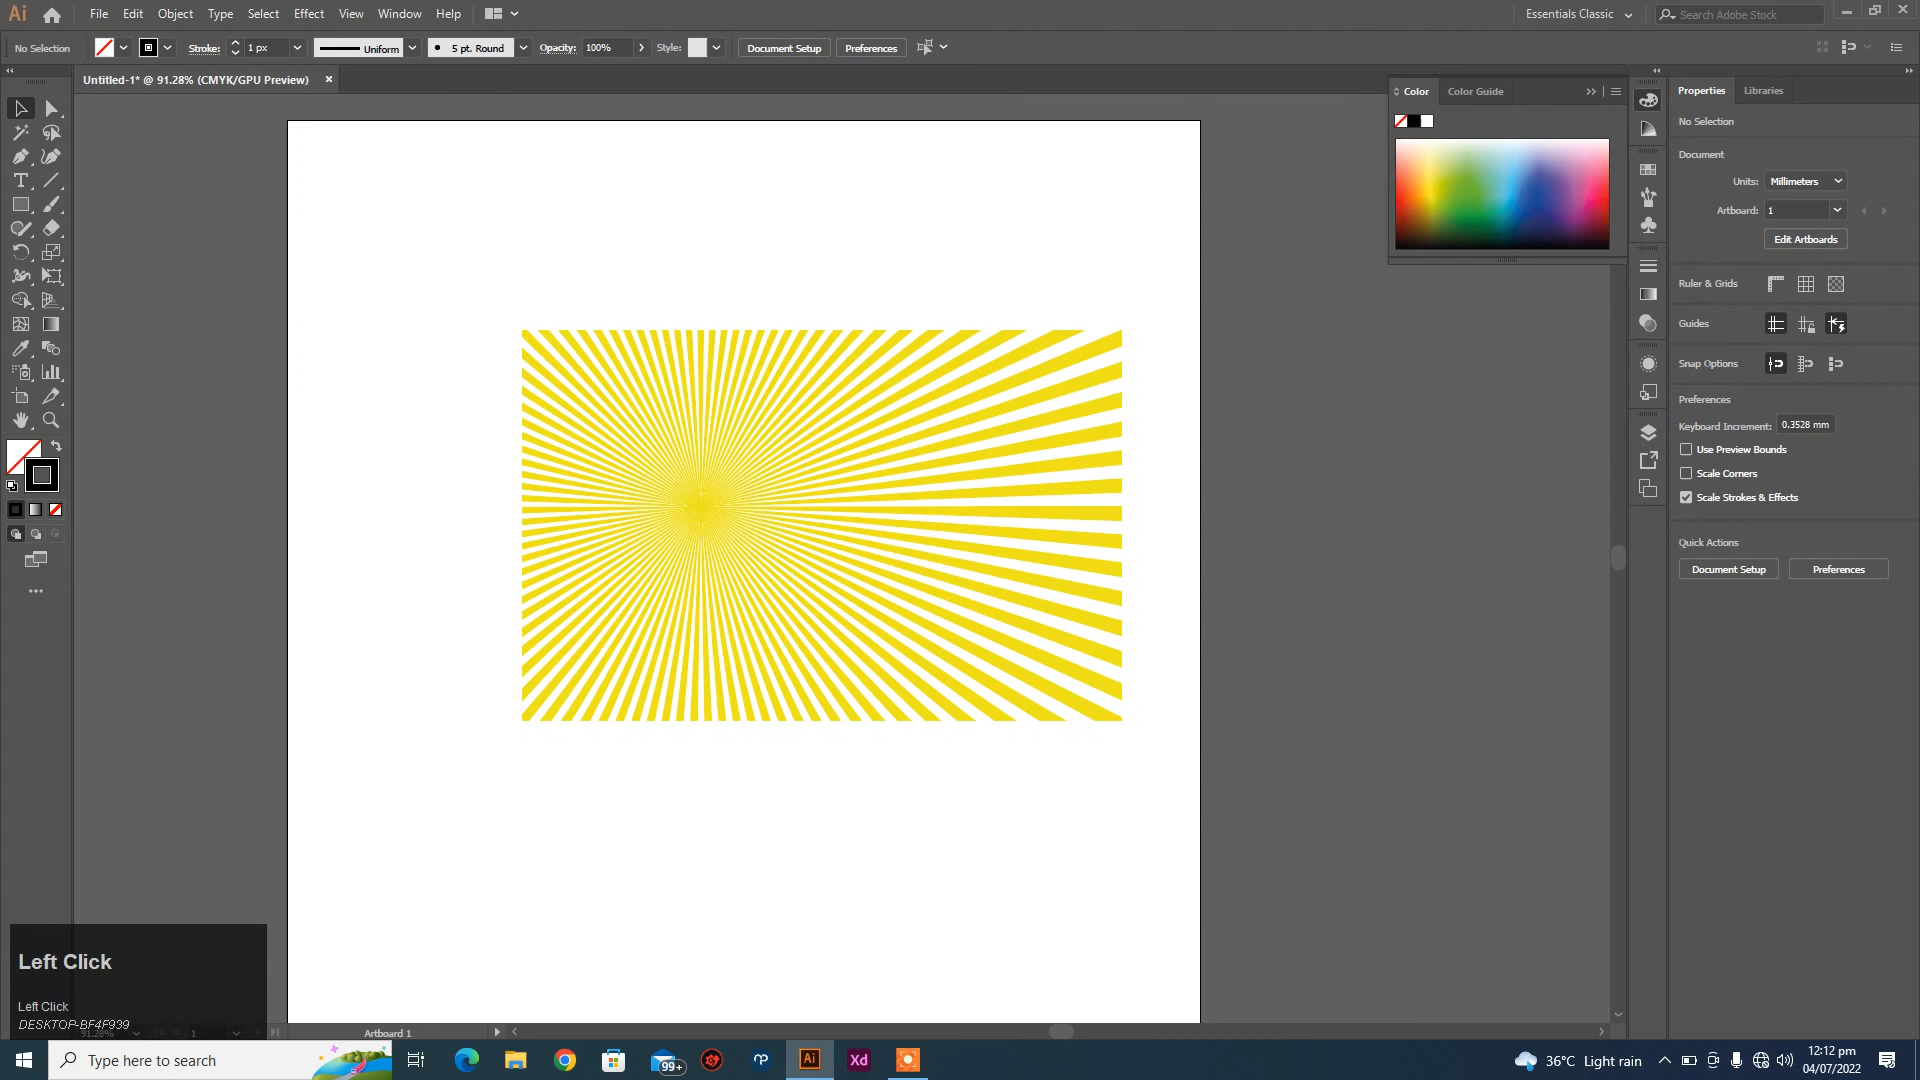 Ai File Edit Object Type Select Effect View Window Help Essentials Classic Search Adobe Stock
No Selection Stroke: 1 px Uniform 5 pt. Round Opacity: 100% Style: Document Setup Preferences
Untitled-1* @ 91.28% (CMYK/GPU Preview) ×
Color Color Guide
Properties Libraries
No Selection
Document
Units: Millimeters
Artboard: 1
Edit Artboards
Ruler & Grids
Guides
Snap Options
Preferences
Keyboard Increment: 0.3528 mm
Use Preview Bounds
Scale Corners
Scale Strokes & Effects
Quick Actions
Document Setup Preferences
Left Click
Left Click
DESKTOP-BF4F939
91.28% 1 Artboard 1
Type here to search 99+ Ai Xd 36°C Light rain 12:12 pm
04/07/2022